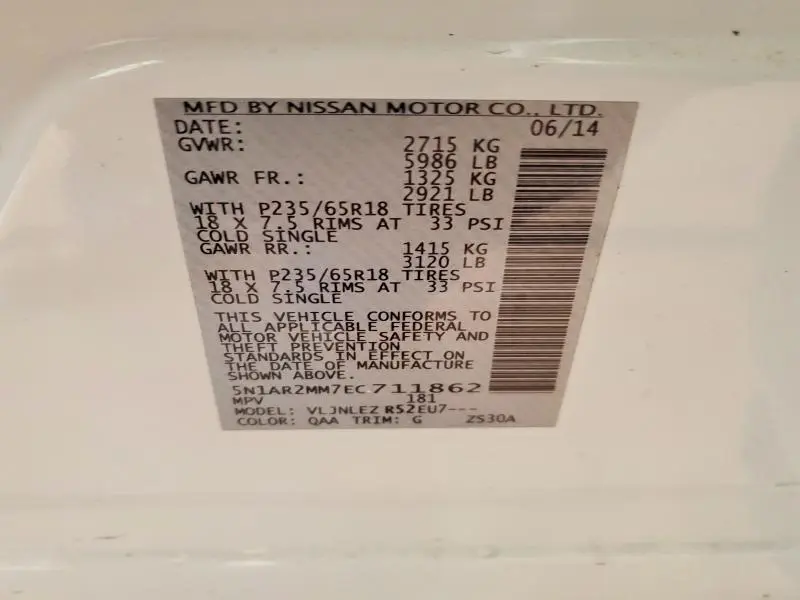 MFD BY NISSAN MOTOR CO., LTD.
DATE: 06/14
GVWR: 2715 KG
5986 LB
GAWR FR.: 1325 KG
2921 LB
WITH P235/65R18 TIRES
18 X 7.5 RIMS AT 33 PSI
COLD SINGLE
GAWR RR.: 1415 KG
3120 LB
WITH P235/65R18 TIRES
18 X 7.5 RIMS AT 33 PSI
COLD SINGLE
THIS VEHICLE CONFORMS TO
ALL APPLICABLE FEDERAL
MOTOR VEHICLE SAFETY AND
THEFT PREVENTION
STANDARDS IN EFFECT ON
THE DATE OF MANUFACTURE
SHOWN ABOVE.
5N1AR2MM7EC711862
MPV 181
MODEL: VLJNLEZ R52EU7---
COLOR: QAA TRIM: G ZS30A